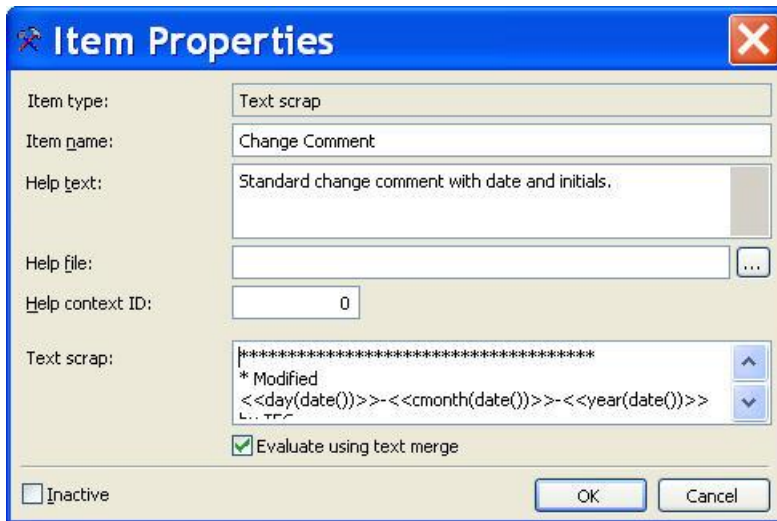 Item Properties
Item type: Text scrap
Item name: Change Comment
Help text: Standard change comment with date and initials.
Help file: ...
Help context ID: 0
Text scrap: *************************************
* Modified
<<day(date())>>-<<cmonth(date())>>-<<year(date())>>
Evaluate using text merge
Inactive OK Cancel